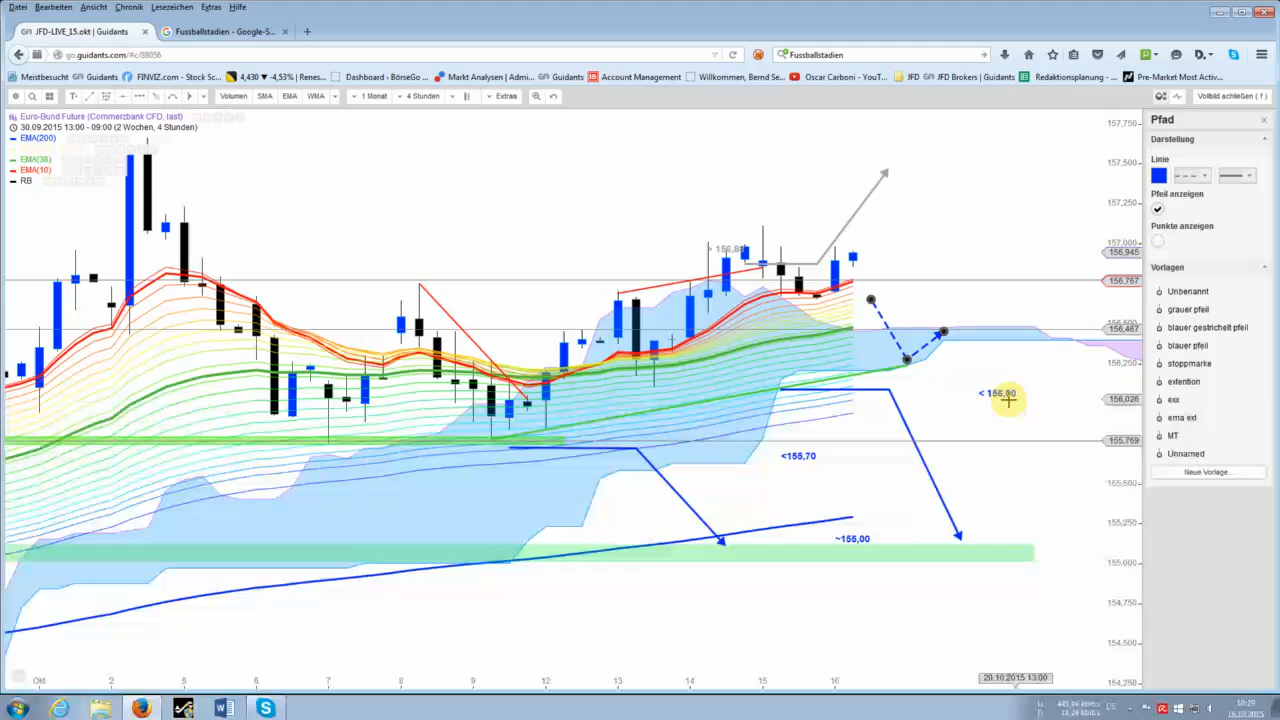 Datei Bearbeiten Ansicht Chronik Lesezeichen Extras Hilfe
JFD-LIVE_15.okt | Guidants
Fussballstadien - Google-S...
go.guidants.com/#c/88056
Fussballstadien
Meistbesucht Guidants FINVIZ.com - Stock Scr... 4,430 ▼ -4,53% | Renes... Dashboard ‹ BörseGo ... Markt Analysen | Admi... Guidants Account Management Willkommen, Bernd Se... Oscar Carboni - YouT... JFD JFD Brokers | Guidants Redaktionsplanung - ... Pre-Market Most Activ...
Volumen SMA EMA WMA 1 Monat 4 Stunden Extras Vollbild schließen ( f )
Euro-Bund Future (Commerzbank CFD, last)
30.09.2015 13:00 - 09:00 (2 Wochen, 4 Stunden)
EMA(200)
EMA(38)
EMA(10)
RB
157,750
157,500
157,250
157,000
156,945
156,767
156,467
156,250
156,026
155,769
155,500
155,250
155,000
154,750
154,500
154,250
<155,70
~155,00
2 5 6 7 8 9 12 13 14 15 16
20.10.2015 13:00
Pfad
Darstellung
Linie
Pfeil anzeigen
Punkte anzeigen
Vorlagen
Unbenannt
grauer pfeil
blauer gestrichelt pfeil
blauer pfeil
stoppmarke
extention
exx
ema ext
MT
Unnamed
Neue Vorlage...
DE
10:29
16.10.2015